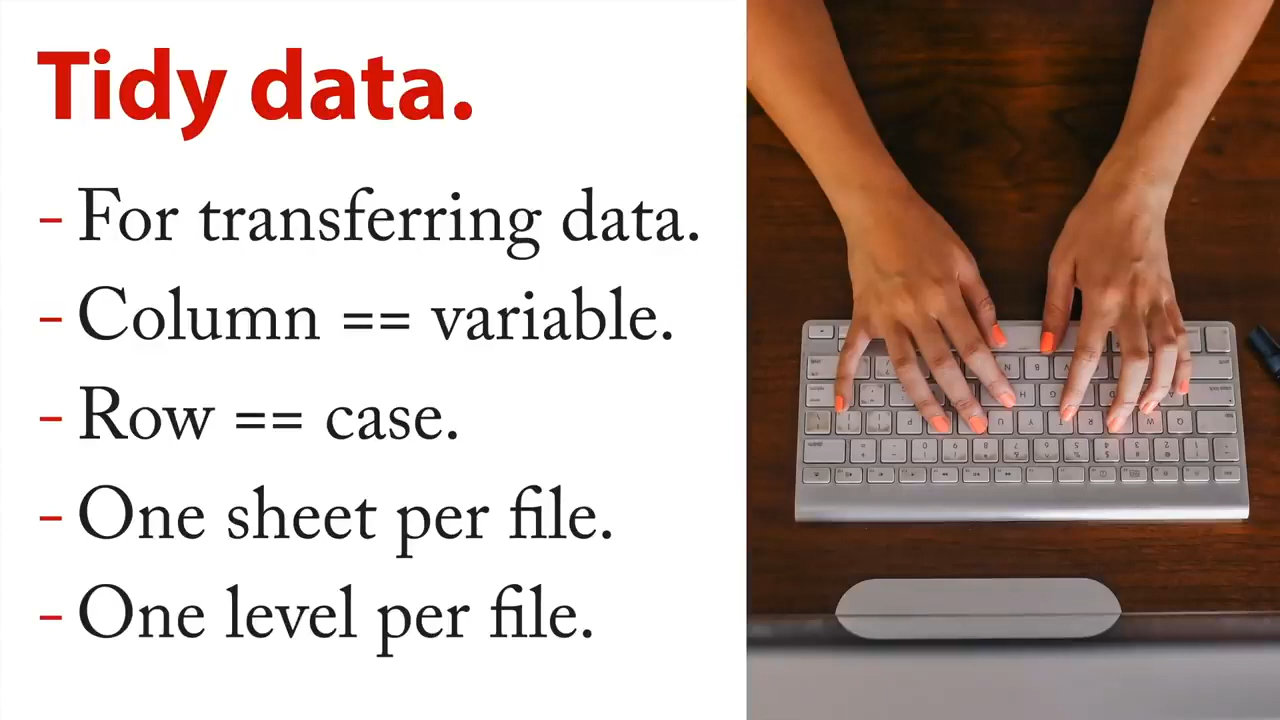 Tidy data.
- For transferring data.
- Column == variable.
- Row == case.
- One sheet per file.
- One level per file.